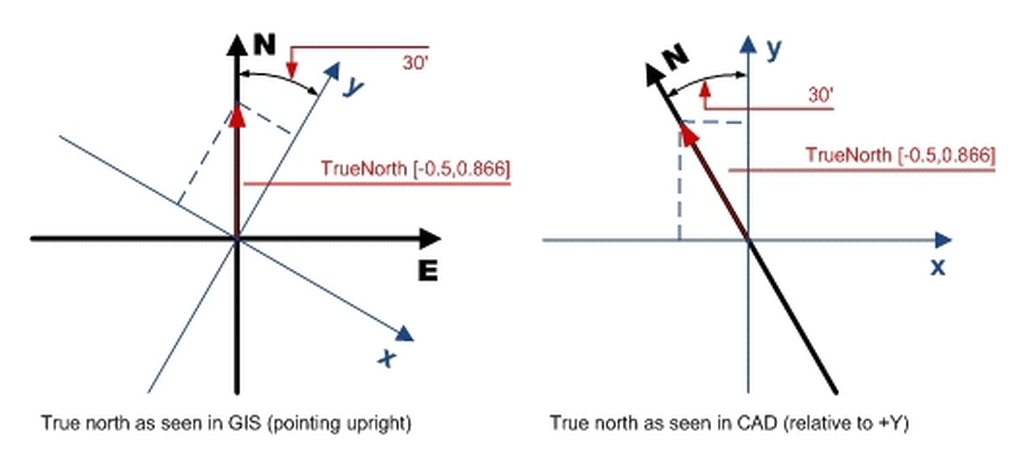 N
30'
y
TrueNorth [-0.5,0.866]
E
x
True north as seen in GIS (pointing upright)
N
y
30'
TrueNorth [-0.5,0.866]
x
True north as seen in CAD (relative to +Y)